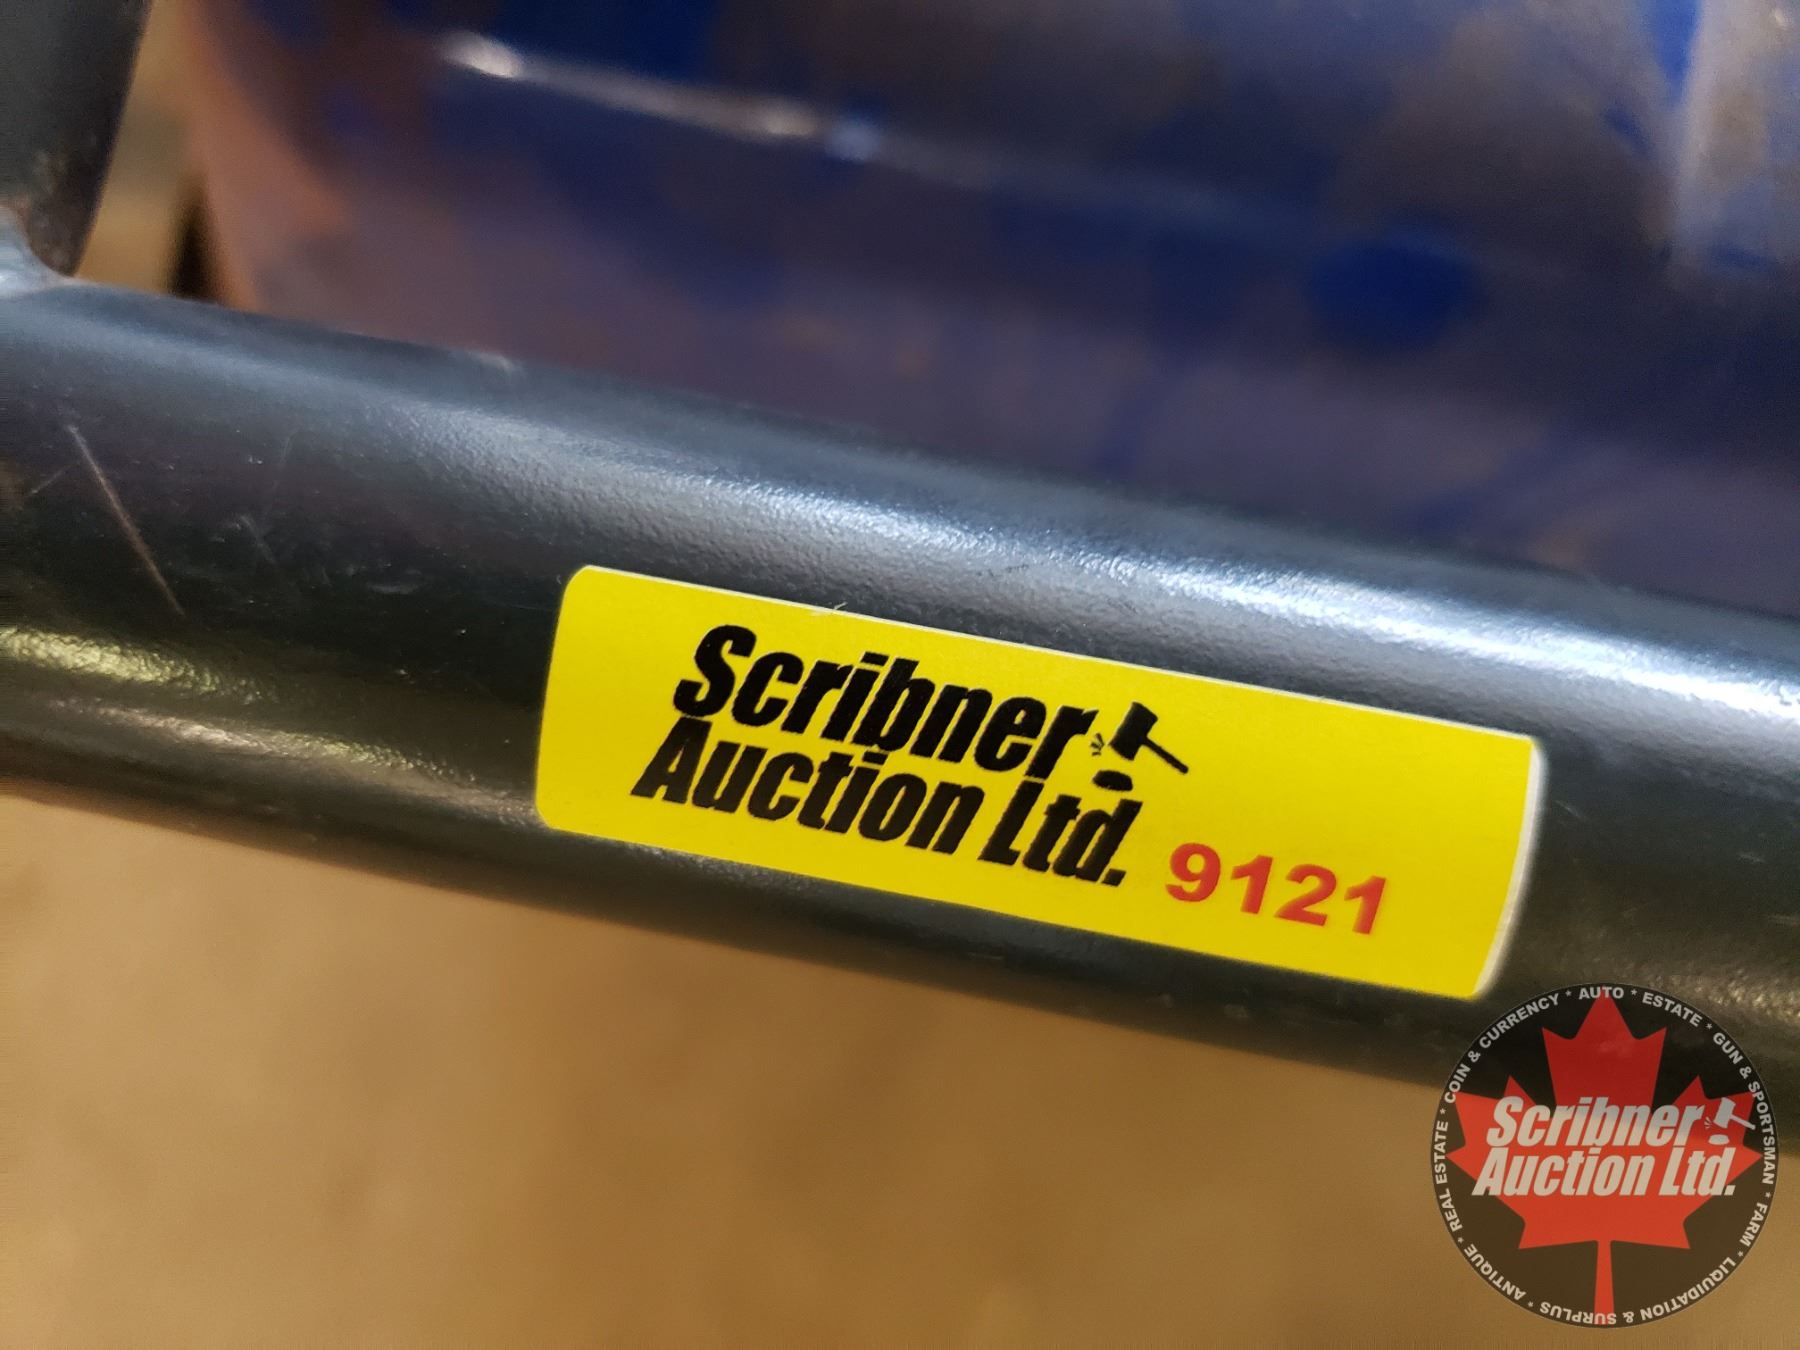 Scribner
Auction Ltd.
9121
COIN & CURRENCY * AUTO * ESTATE * GUN & SPORTSMAN * FARM * LIQUIDATION & SURPLUS * ANTIQUE * REAL ESTATE *
Scribner
Auction Ltd.